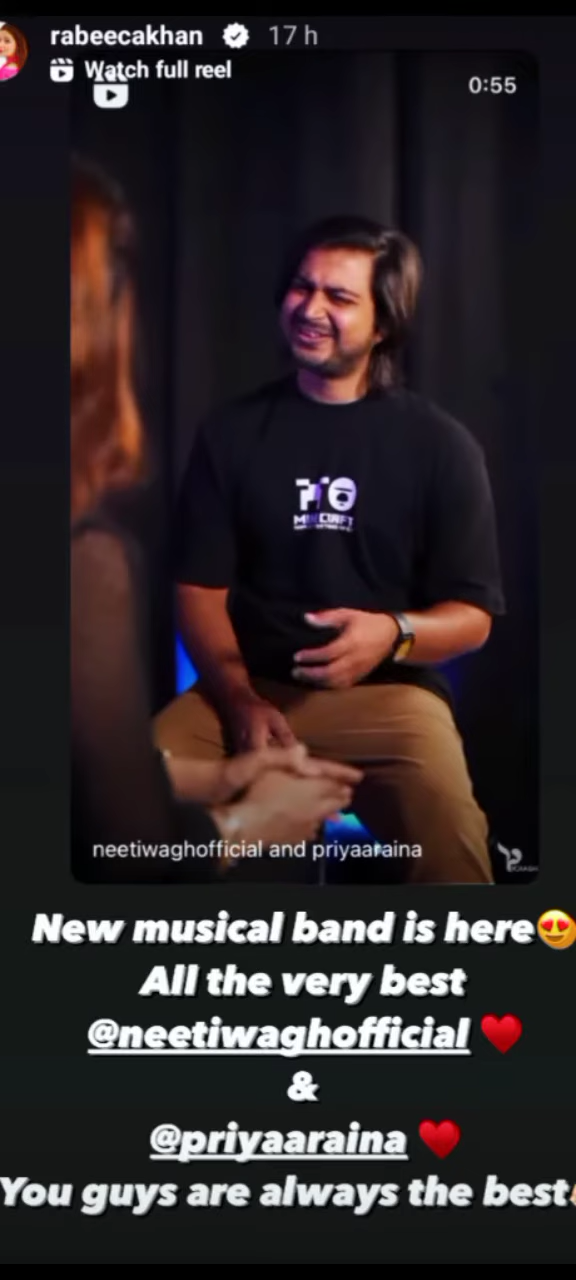 rabeecakhan 17 h
Watch full reel
0:55
neetiwaghofficial and priyaaraina
New musical band is here😍
All the very best
@neetiwaghofficial ♥️
&
@priyaaraina ♥️
You guys are always the best